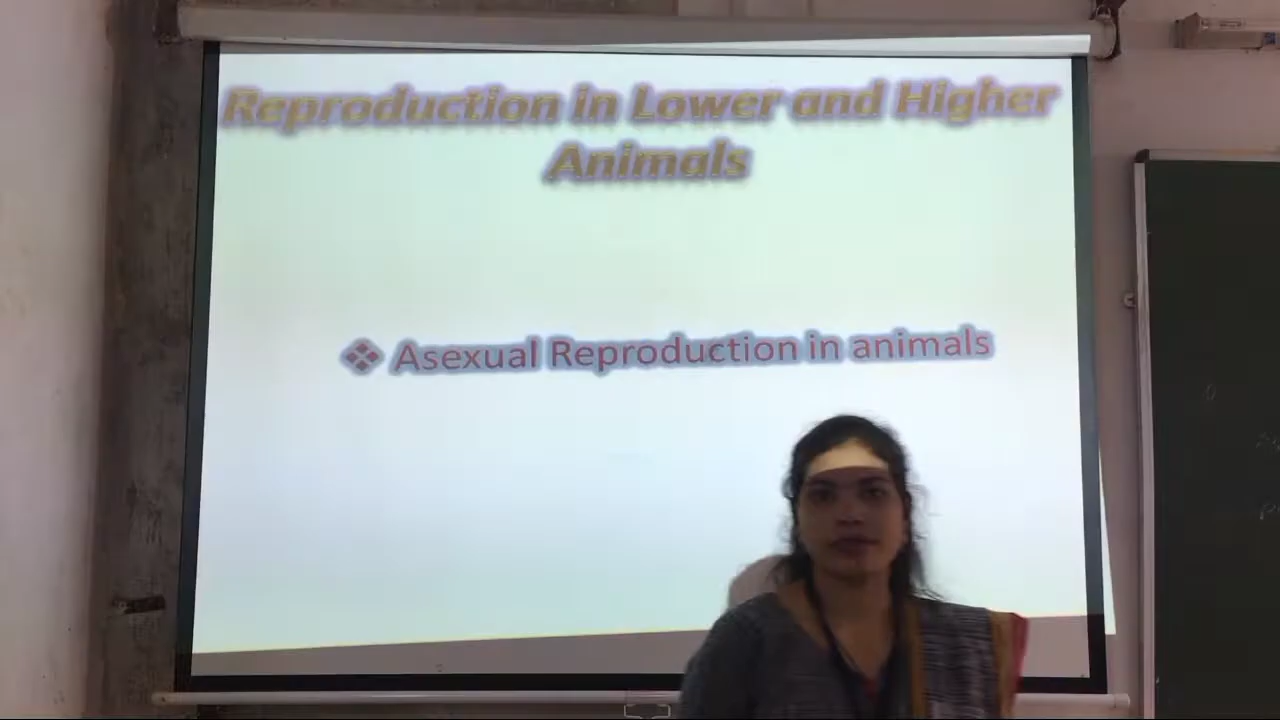 Reproduction in Lower and Higher
Animals
❖ Asexual Reproduction in animals